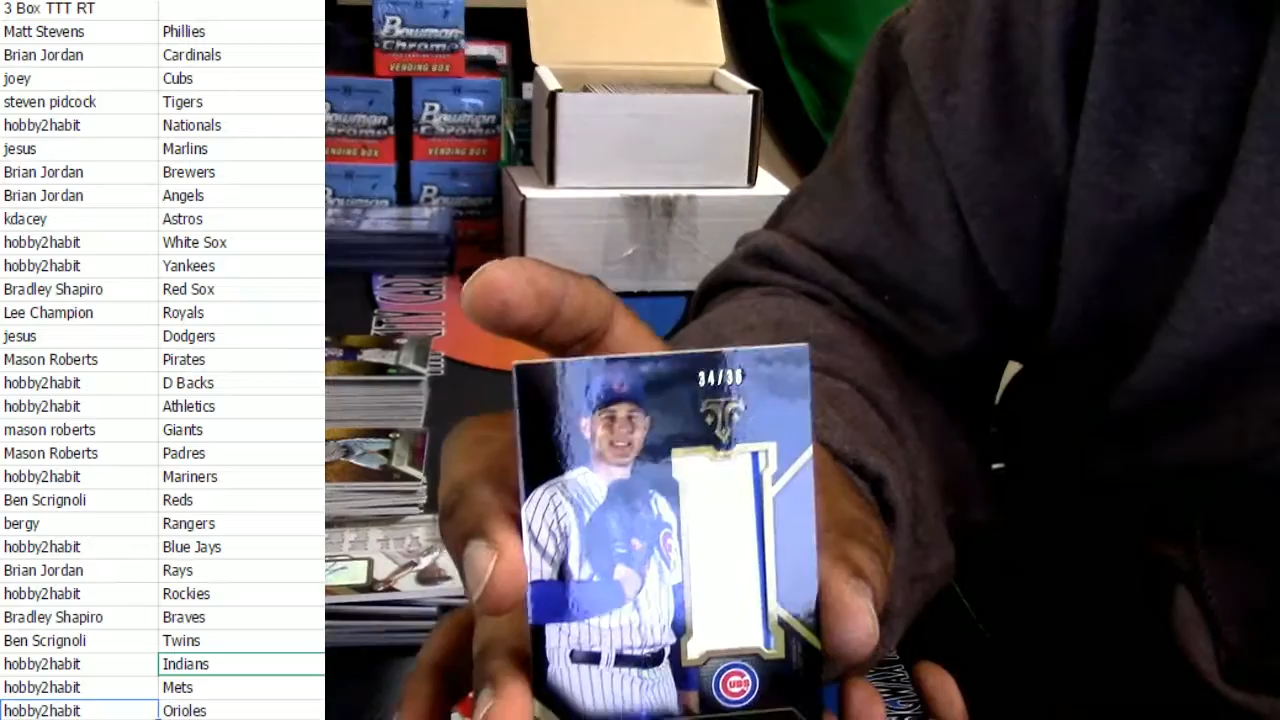 3 Box TTT RT
Matt Stevens Phillies
Brian Jordan Cardinals
joey Cubs
steven pidcock Tigers
hobby2habit Nationals
jesus Marlins
Brian Jordan Brewers
Brian Jordan Angels
kdacey Astros
hobby2habit White Sox
hobby2habit Yankees
Bradley Shapiro Red Sox
Lee Champion Royals
jesus Dodgers
Mason Roberts Pirates
hobby2habit D Backs
hobby2habit Athletics
mason roberts Giants
Mason Roberts Padres
hobby2habit Mariners
Ben Scrignoli Reds
bergy Rangers
hobby2habit Blue Jays
Brian Jordan Rays
hobby2habit Rockies
Bradley Shapiro Braves
Ben Scrignoli Twins
hobby2habit Indians
hobby2habit Mets
hobby2habit Orioles
Bowman
Chrome
VENDING BOX
Bowman
Chrome
VENDING BOX
Bowman
Chrome
VENDING BOX
Bowman
Bowman
34/36
CUBS